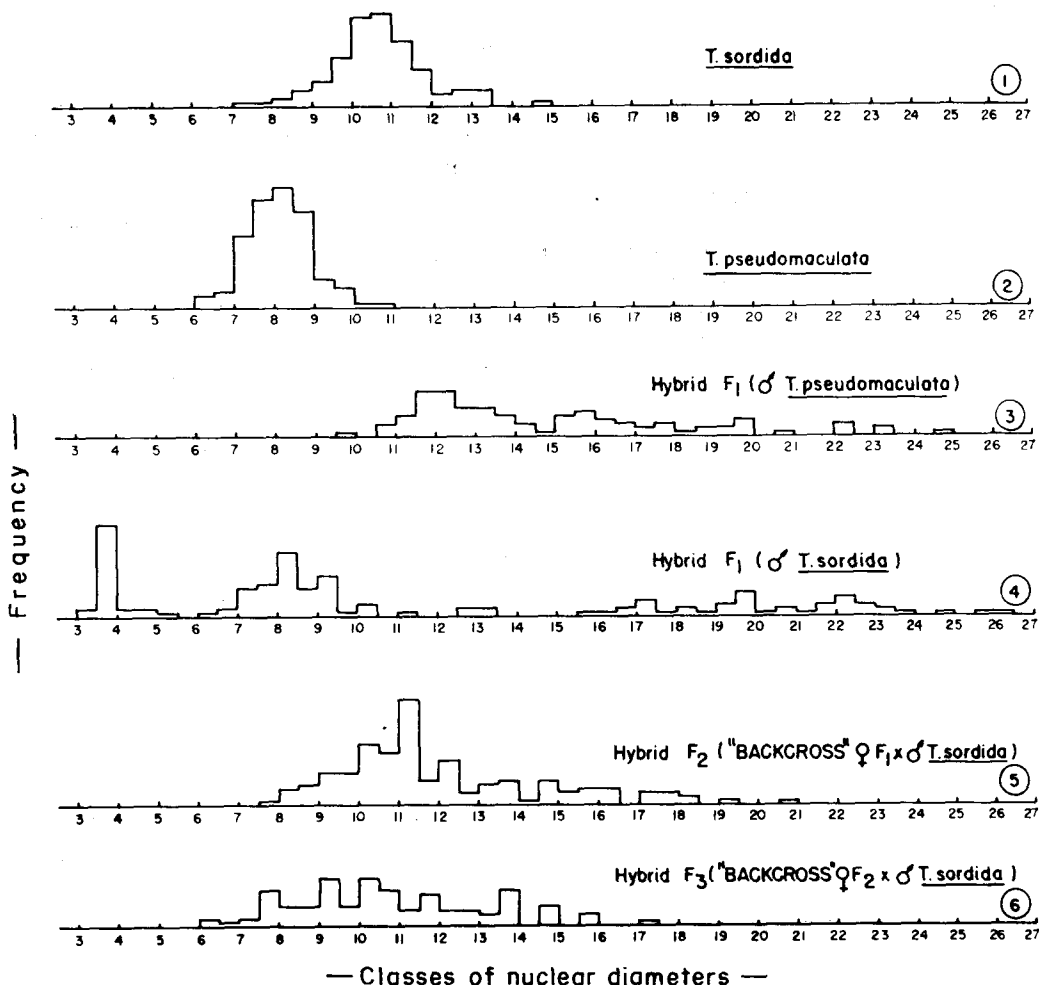 T. sordida
1
3 4 5 6 7 8 9 10 11 12 13 14 15 16 17 18 19 20 21 22 23 24 25 26 27
T. pseudomaculata
2
3 4 5 6 7 8 9 10 11 12 13 14 15 16 17 18 19 20 21 22 23 24 25 26 27
Hybrid F1 (♂ T. pseudomaculata)
3
3 4 5 6 7 8 9 10 11 12 13 14 15 16 17 18 19 20 21 22 23 24 25 26 27
— Frequency —
Hybrid F1 (♂ T. sordida)
4
3 4 5 6 7 8 9 10 11 12 13 14 15 16 17 18 19 20 21 22 23 24 25 26 27
Hybrid F2 ("BACKCROSS" ♀ F1 x ♂ T. sordida)
5
3 4 5 6 7 8 9 10 11 12 13 14 15 16 17 18 19 20 21 22 23 24 25 26 27
Hybrid F3 ("BACKCROSS" ♀ F2 x ♂ T. sordida)
6
3 4 5 6 7 8 9 10 11 12 13 14 15 16 17 18 19 20 21 22 23 24 25 26 27
— Classes of nuclear diameters —